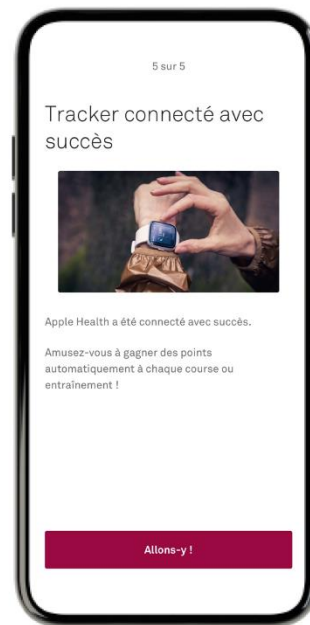 5 sur 5
Tracker connecté avec
succès
Apple Health a été connecté avec succès.
Amusez-vous à gagner des points
automatiquement à chaque course ou
entraînement !
Allons-y !